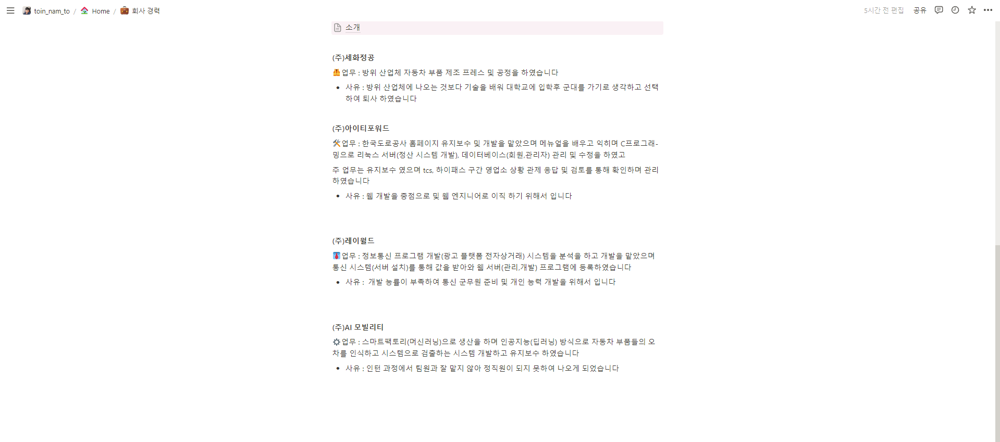 toin_nam_to / Home / 회사 경력
5시간 전 편집 공유
소개
(주)세화정공
업무 : 방위 산업체 자동차 부품 제조 프레스 및 공정을 하였습니다
사유 : 방위 산업체에 나오는 것보다 기술을 배워 대학교에 입학후 군대를 가기로 생각하고 선택
하여 퇴사 하였습니다
(주)아이티포워드
업무 : 한국도로공사 홈페이지 유지보수 및 개발을 맡았으며 메뉴얼을 배우고 익히며 C프로그래-
밍으로 리눅스 서버(정산 시스템 개발), 데이터베이스(회원,관리자) 관리 및 수정을 하였고
주 업무는 유지보수 였으며 tcs, 하이패스 구간 영업소 상황 관제 응답 및 검토를 통해 확인하며 관리
하였습니다
사유 : 웹 개발을 중점으로 및 웹 엔지니어로 이직 하기 위해서 입니다
(주)레이월드
업무 : 정보통신 프로그램 개발(광고 플랫폼 전자상거래) 시스템을 분석을 하고 개발을 맡았으며
통신 시스템(서버 설치)를 통해 값을 받아와 웹 서버(관리,개발) 프로그램에 등록하였습니다
사유 : 개발 능률이 부족하여 통신 군무원 준비 및 개인 능력 개발을 위해서 입니다
(주)AI 모빌리티
업무 : 스마트팩토리(머신러닝)으로 생산을 하며 인공지능(딥러닝) 방식으로 자동차 부품들의 오
차를 인식하고 시스템으로 검출하는 시스템 개발하고 유지보수 하였습니다
사유 : 인턴 과정에서 팀원과 잘 맡지 않아 정직원이 되지 못하여 나오게 되었습니다